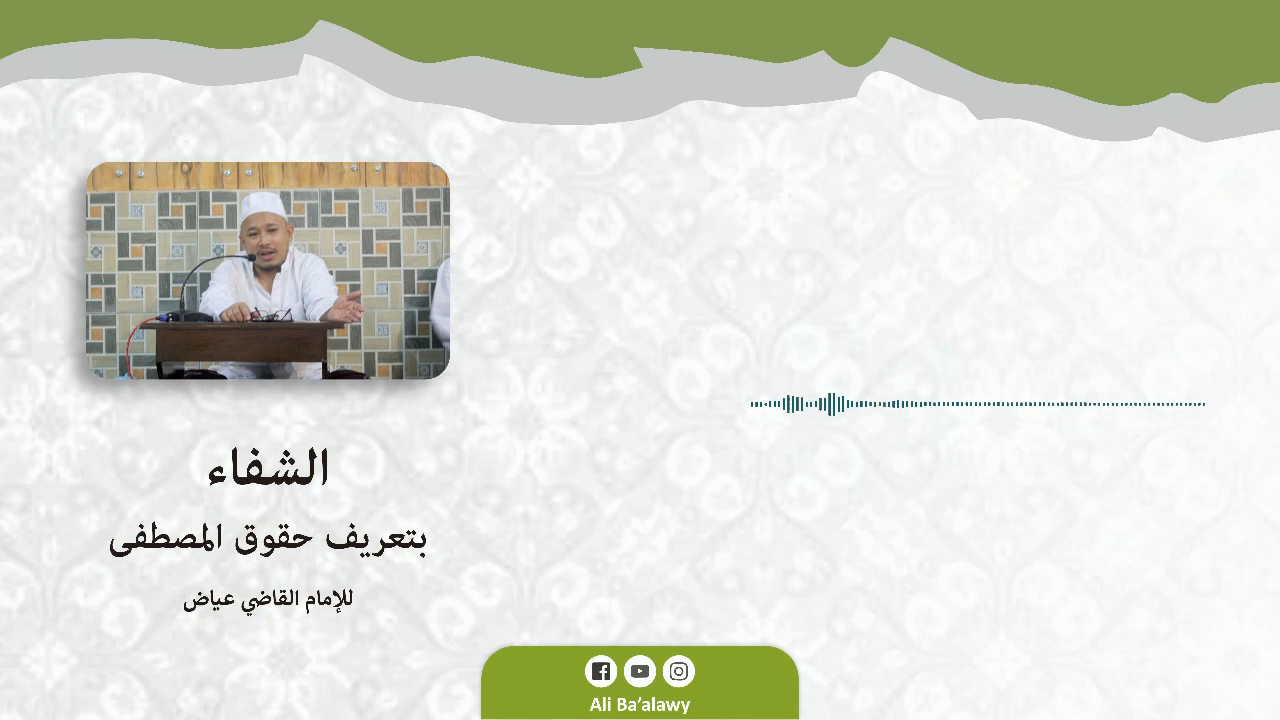 الشفاء
بتعريف حقوق المصطفى
للإمام القاضي عياض
Ali Ba'alawy